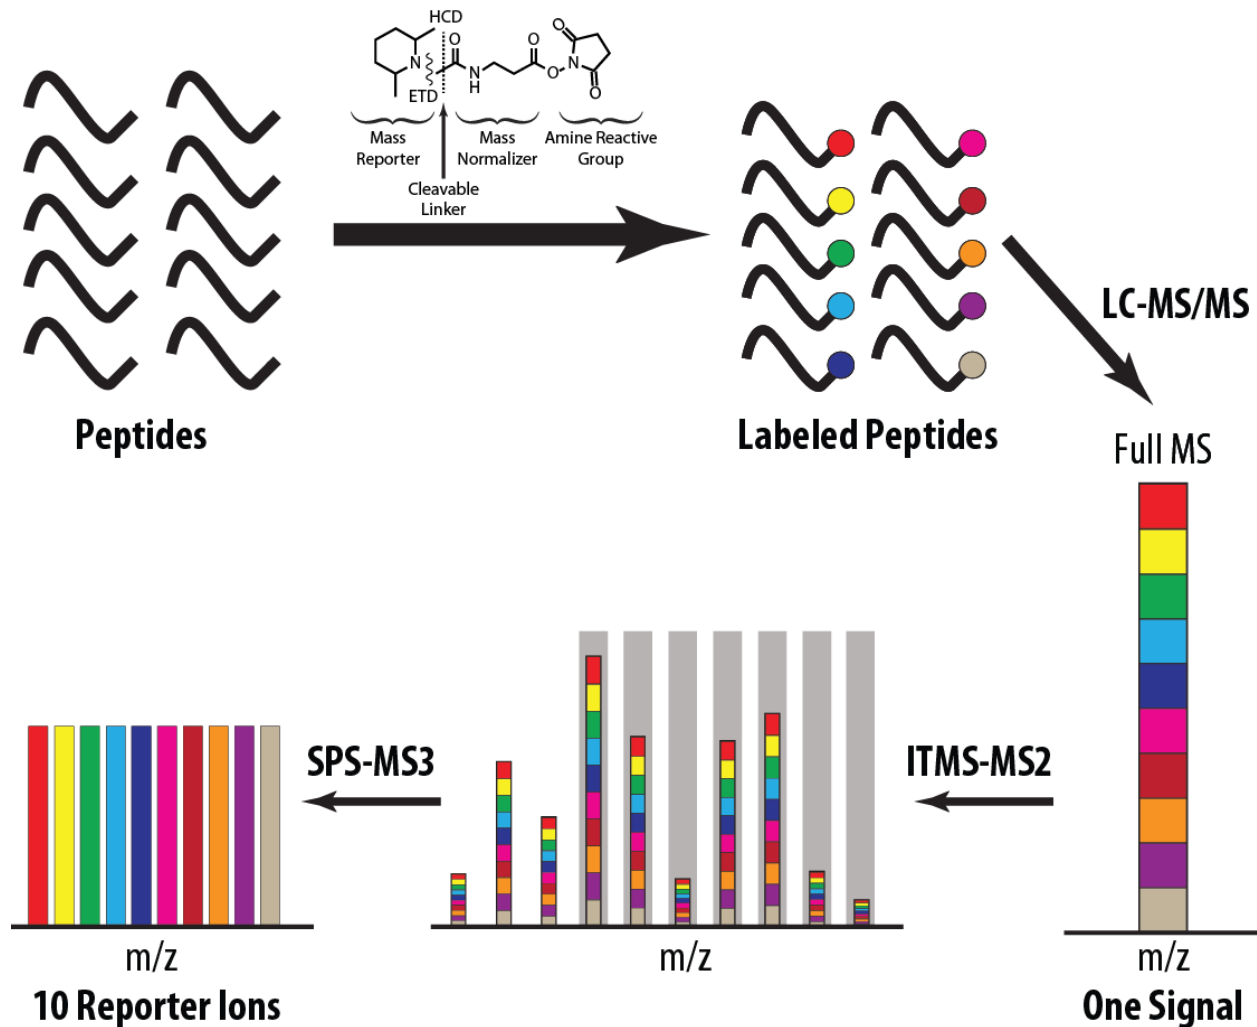 HCD
O
O
O
N
N
H
O
N
O
ETD
Mass
Reporter
Mass
Normalizer
Amine Reactive
Group
Cleavable
Linker
Peptides
Labeled Peptides
LC-MS/MS
Full MS
SPS-MS3
ITMS-MS2
m/z
m/z
m/z
10 Reporter Ions
One Signal